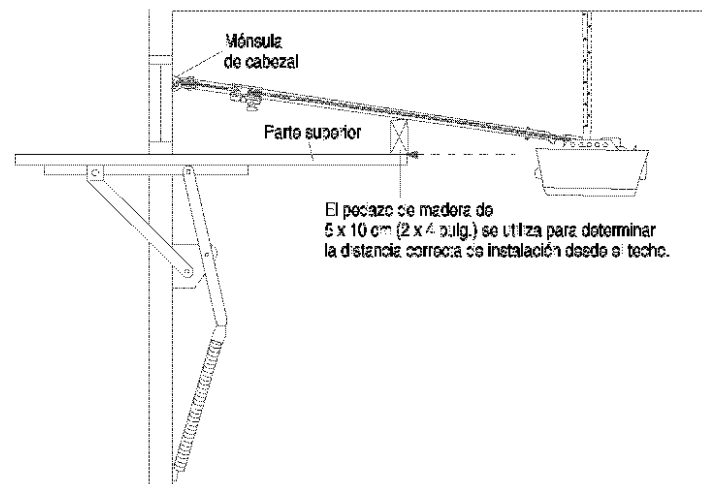 Ménsula
de cabezal
Parte superior
El pedazo de madera de
5 x 10 cm (2 x 4 pulg.) se utiliza para determinar
la distancia correcta de instalación desde el techo.